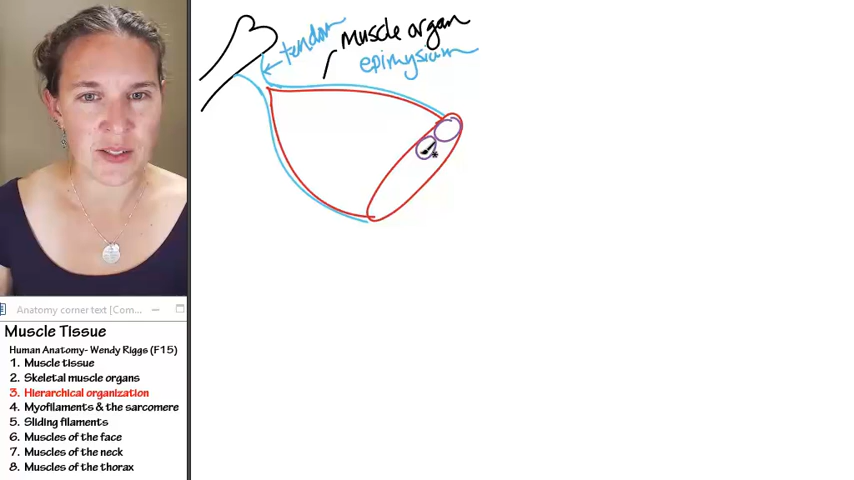 tendon
muscle organ
epimysium
Anatomy corner text [Com...
Muscle Tissue
Human Anatomy- Wendy Riggs (F15)
1. Muscle tissue
2. Skeletal muscle organs
3. Hierarchical organization
4. Myofilaments & the sarcomere
5. Sliding filaments
6. Muscles of the face
7. Muscles of the neck
8. Muscles of the thorax